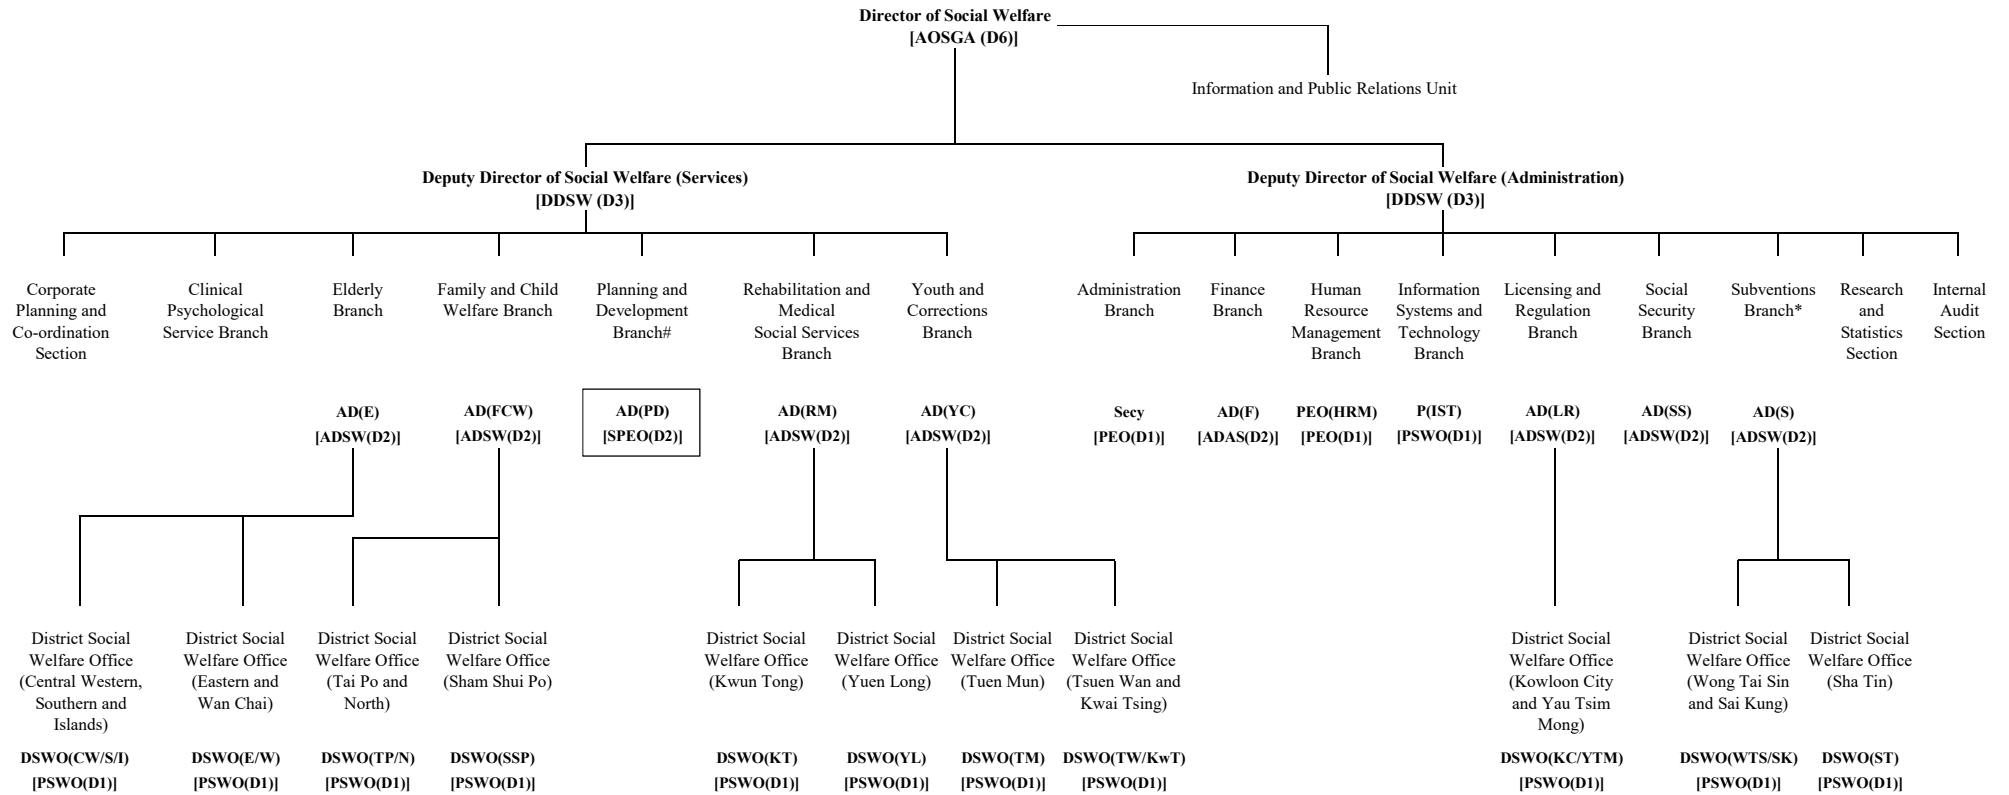 Director of Social Welfare
[AOSGA (D6)]
Information and Public Relations Unit
Deputy Director of Social Welfare (Services)
[DDSW (D3)]
Deputy Director of Social Welfare (Administration)
[DDSW (D3)]
Corporate
Planning and
Co-ordination
Section
Clinical
Psychological
Service Branch
Elderly
Branch
Family and Child
Welfare Branch
Planning and
Development
Branch#
Rehabilitation and
Medical
Social Services
Branch
Youth and
Corrections
Branch
Administration
Branch
Finance
Branch
Human
Resource
Management
Branch
Information
Systems and
Technology
Branch
Licensing and
Regulation
Branch
Social
Security
Branch
Subventions
Branch*
Research
and
Statistics
Section
Internal
Audit
Section
AD(E)
[ADSW(D2)]
AD(FCW)
[ADSW(D2)]
AD(PD)
[SPEO(D2)]
AD(RM)
[ADSW(D2)]
AD(YC)
[ADSW(D2)]
Secy
[PEO(D1)]
AD(F)
[ADAS(D2)]
PEO(HRM)
[PEO(D1)]
P(IST)
[PSWO(D1)]
AD(LR)
[ADSW(D2)]
AD(SS)
[ADSW(D2)]
AD(S)
[ADSW(D2)]
District Social
Welfare Office
(Central Western,
Southern and
Islands)
DSWO(CW/S/I)
[PSWO(D1)]
District Social
Welfare Office
(Eastern and
Wan Chai)
DSWO(E/W)
[PSWO(D1)]
District Social
Welfare Office
(Tai Po and
North)
DSWO(TP/N)
[PSWO(D1)]
District Social
Welfare Office
(Sham Shui Po)
DSWO(SSP)
[PSWO(D1)]
District Social
Welfare Office
(Kwun Tong)
DSWO(KT)
[PSWO(D1)]
District Social
Welfare Office
(Yuen Long)
DSWO(YL)
[PSWO(D1)]
District Social
Welfare Office
(Tuen Mun)
DSWO(TM)
[PSWO(D1)]
District Social
Welfare Office
(Tsuen Wan and
Kwai Tsing)
DSWO(TW/KwT)
[PSWO(D1)]
District Social
Welfare Office
(Kowloon City
and Yau Tsim
Mong)
DSWO(KC/YTM)
[PSWO(D1)]
District Social
Welfare Office
(Wong Tai Sin
and Sai Kung)
DSWO(WTS/SK)
[PSWO(D1)]
District Social
Welfare Office
(Sha Tin)
DSWO(ST)
[PSWO(D1)]